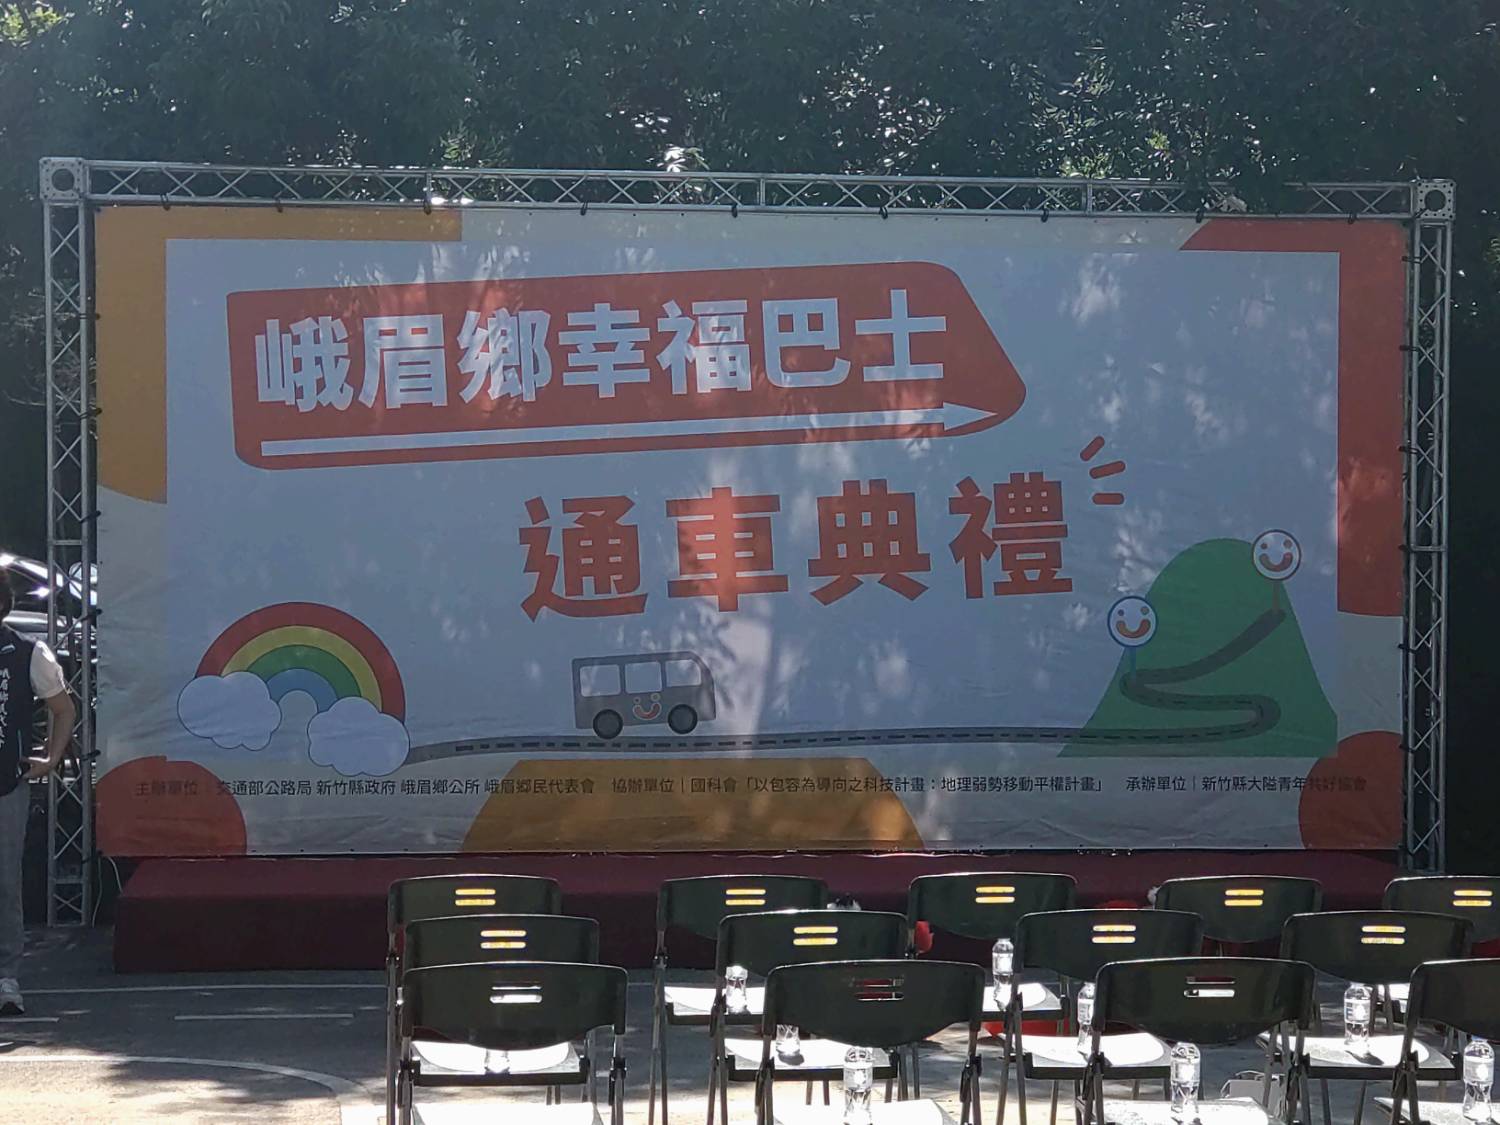 峨眉鄉幸福巴士
通車典禮
主辦單位｜交通部公路局 新竹縣政府 峨眉鄉公所 峨眉鄉民代表會　協辦單位｜國科會「以包容為導向之科技計畫：地理弱勢移動平權計畫」　承辦單位｜新竹縣大隘青年共好協會